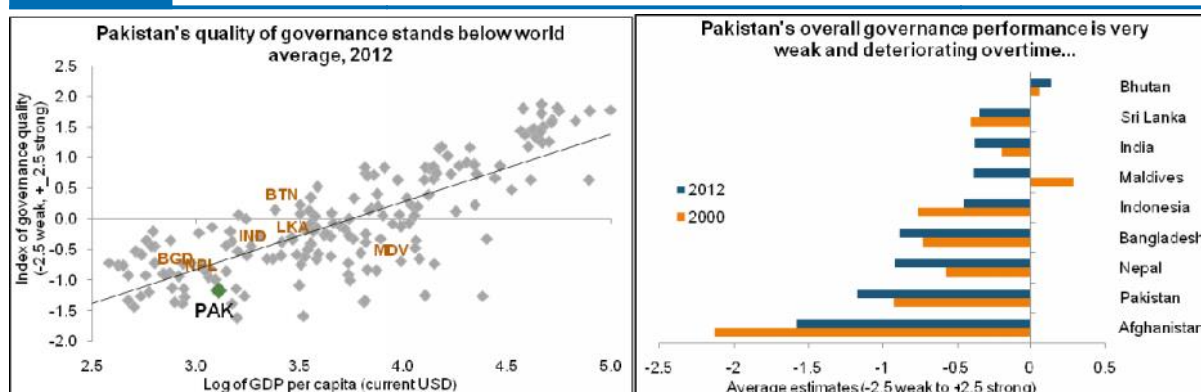 Pakistan's quality of governance stands below world
average, 2012
Index of governance quality
(-2.5 weak, +_ 2.5 strong)
2.5
2.0
1.5
1.0
0.5
0.0
-0.5
-1.0
-1.5
-2.0
BTN
LKA
IND
MDV
BGD
NPL
PAK
2.5 3.0 3.5 4.0 4.5 5.0
Log of GDP per capita (current USD)
Pakistan's overall governance performance is very
weak and deteriorating overtime...
Bhutan
Sri Lanka
India
Maldives
Indonesia
Bangladesh
Nepal
Pakistan
Afghanistan
2012
2000
-2.5 -2 -1.5 -1 -0.5 0 0.5
Average estimates (-2.5 weak to +2.5 strong)